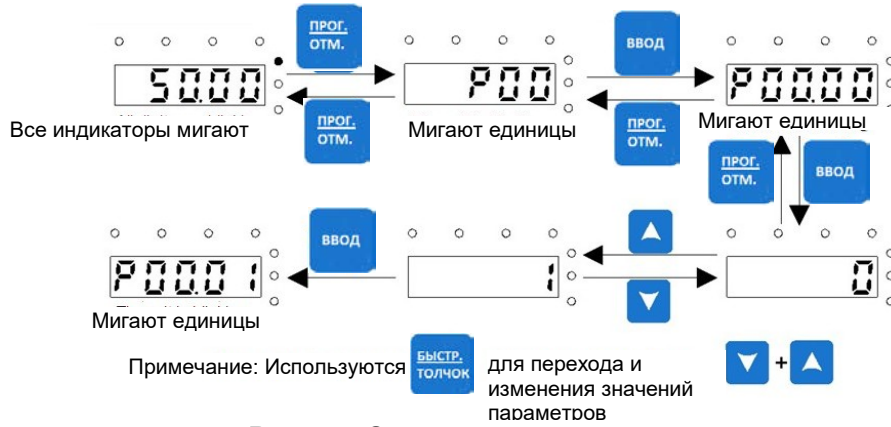 ПРОГ.
ОТМ.
ВВОД
50.00
P00
P00.00
Все индикаторы мигают
ПРОГ.
ОТМ.
Мигают единицы
ПРОГ.
ОТМ.
Мигают единицы
ПРОГ.
ОТМ.
ВВОД
P00.01
ВВОД
1
0
Мигают единицы
Примечание: Используются
БЫСТР.
ТОЛЧОК
для перехода и
изменения значений
параметров
+